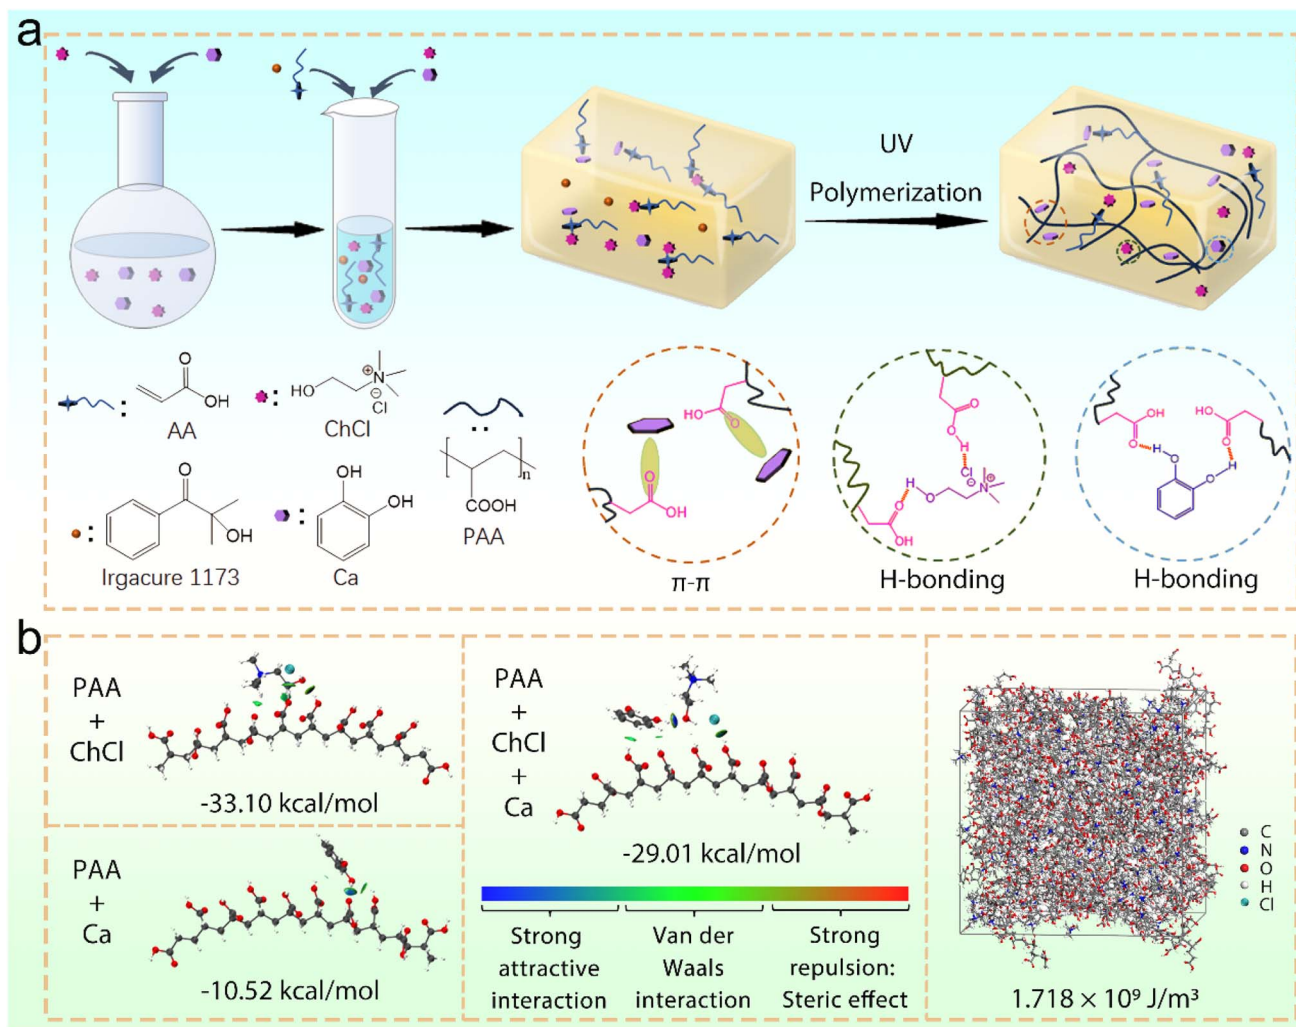 a
UV
Polymerization
:
OH
O
AA
:
HO
N
⊕
⊖
Cl
ChCl
:
n
COOH
PAA
:
O
OH
Irgacure 1173
:
OH
OH
Ca
HO
O
O
OH
π-π
O
O
H
Cl
⊖
H
O
HO
N
⊕
O
OH
H-bonding
OH
O
H
O
HO
O
H
O
H-bonding
b
PAA
+
ChCl
-33.10 kcal/mol
PAA
+
Ca
-10.52 kcal/mol
PAA
+
ChCl
+
Ca
-29.01 kcal/mol
Strong
attractive
interaction
Van der
Waals
interaction
Strong
repulsion:
Steric effect
C
N
O
H
Cl
1.718 × 10⁹ J/m³